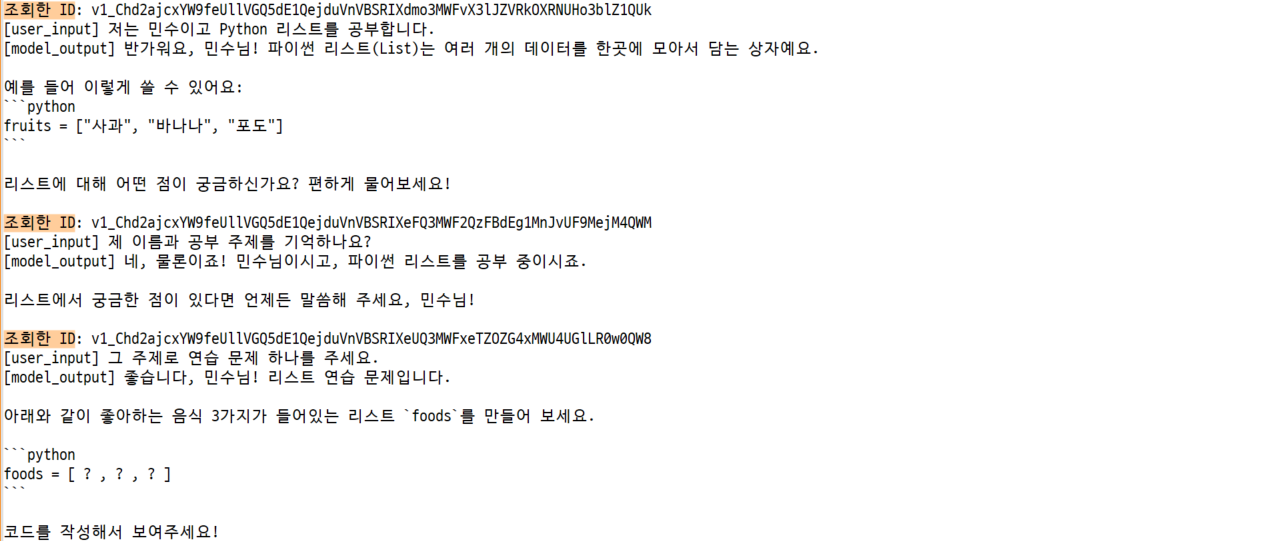 조회한 ID: v1_Chd2ajcxYW9feUllVGQ5dE1QejduVnVBSRIXdmo3MWFvX3lJZVRkOXRNUHo3blZ1QUk
[user_input] 저는 민수이고 Python 리스트를 공부합니다.
[model_output] 반가워요, 민수님! 파이썬 리스트(List)는 여러 개의 데이터를 한곳에 모아서 담는 상자예요.
예를 들어 이렇게 쓸 수 있어요:
```python
fruits = ["사과", "바나나", "포도"]
```
리스트에 대해 어떤 점이 궁금하신가요? 편하게 물어보세요!
조회한 ID: v1_Chd2ajcxYW9feUllVGQ5dE1QejduVnVBSRIXeFQ3MWF2QzFBdEg1MnJvUF9MejM4QWM
[user_input] 제 이름과 공부 주제를 기억하나요?
[model_output] 네, 물론이죠! 민수님이시고, 파이썬 리스트를 공부 중이시죠.
리스트에서 궁금한 점이 있다면 언제든 말씀해 주세요, 민수님!
조회한 ID: v1_Chd2ajcxYW9feUllVGQ5dE1QejduVnVBSRIXeUQ3MWFxeTZOZG4xMWU4UGlLR0w0QW8
[user_input] 그 주제로 연습 문제 하나를 주세요.
[model_output] 좋습니다, 민수님! 리스트 연습 문제입니다.
아래와 같이 좋아하는 음식 3가지가 들어있는 리스트 `foods`를 만들어 보세요.
```python
foods = [ ? , ? , ? ]
```
코드를 작성해서 보여주세요!